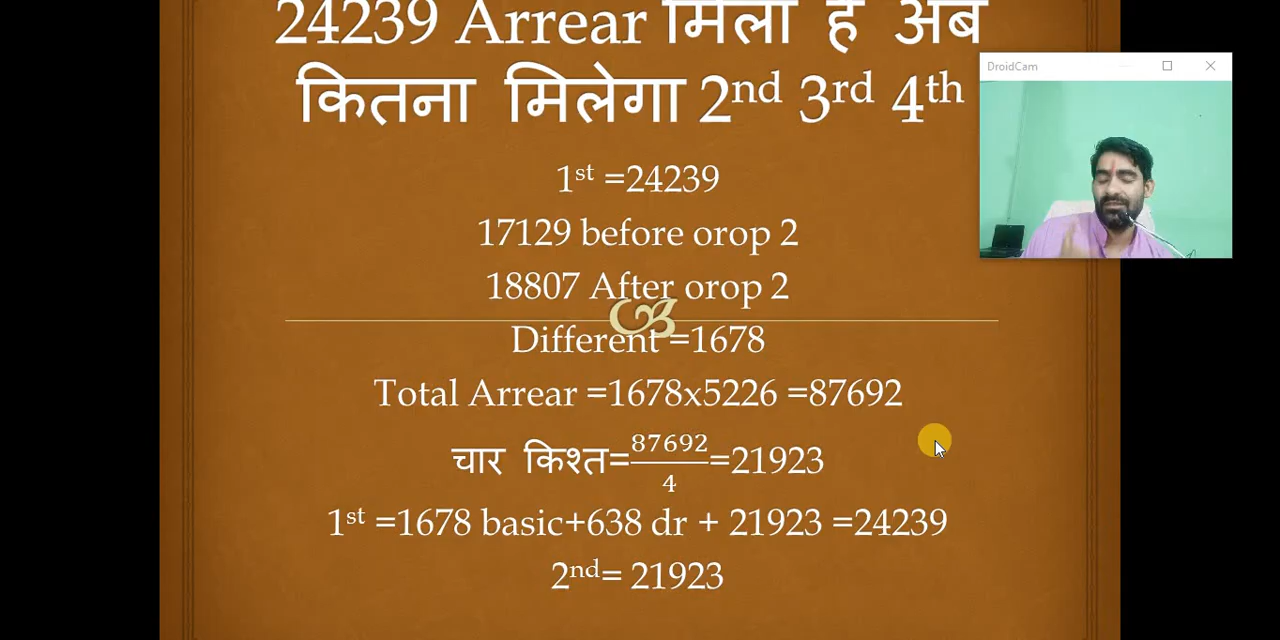 24239 Arrear मिला है अब
DroidCam
कितना मिलेगा 2nd 3rd 4th
1st =24239
17129 before orop 2
18807 After orop 2
Different =1678
Total Arrear =1678x5226 =87692
चार किश्त=87692/4=21923
1st =1678 basic+638 dr + 21923 =24239
2nd= 21923